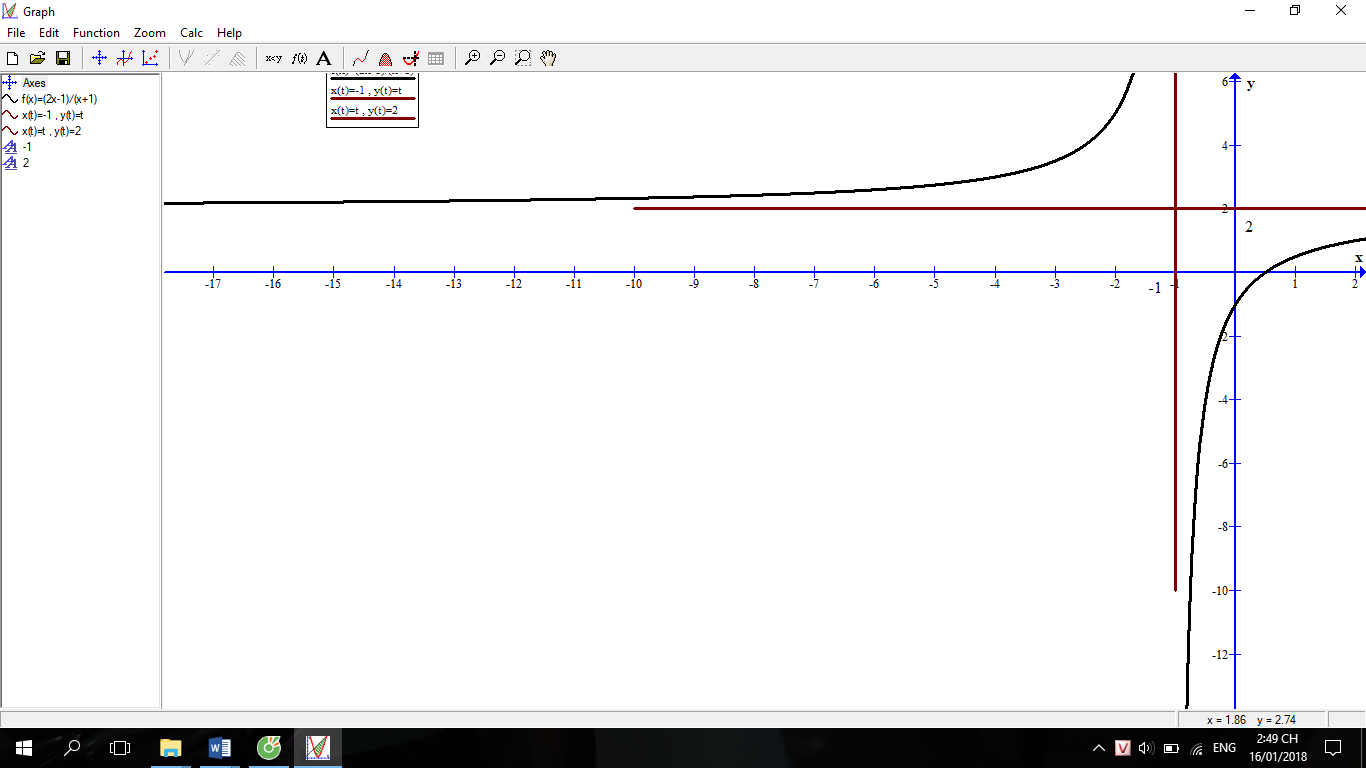 Graph
File Edit Function Zoom Calc Help
Axes
f(x)=(2x-1)/(x+1)
x(t)=-1 , y(t)=t
x(t)=t , y(t)=2
-1
2
x(t)=-1 , y(t)=t
x(t)=t , y(t)=2
y
6
4
2
2
x
-17 -16 -15 -14 -13 -12 -11 -10 -9 -8 -7 -6 -5 -4 -3 -2 -1 -1 1 2
-2
-4
-6
-8
-10
-12
x = 1.86 y = 2.74
ENG
2:49 CH
16/01/2018